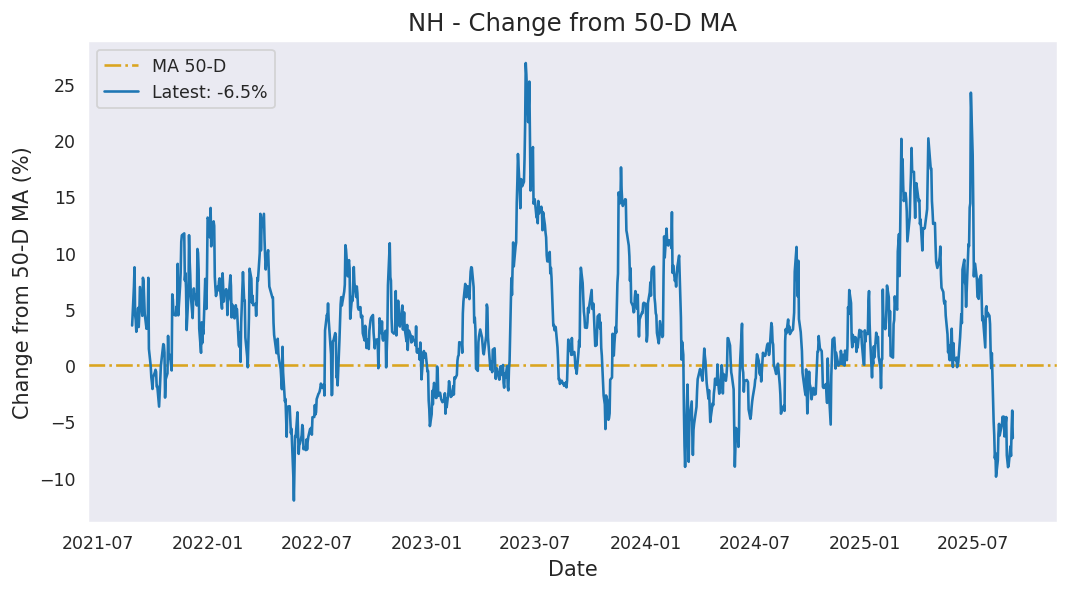 NH - Change from 50-D MA
MA 50-D
Latest: -6.5%
Change from 50-D MA (%)
25
20
15
10
5
0
−5
−10
2021-07 2022-01 2022-07 2023-01 2023-07 2024-01 2024-07 2025-01 2025-07
Date